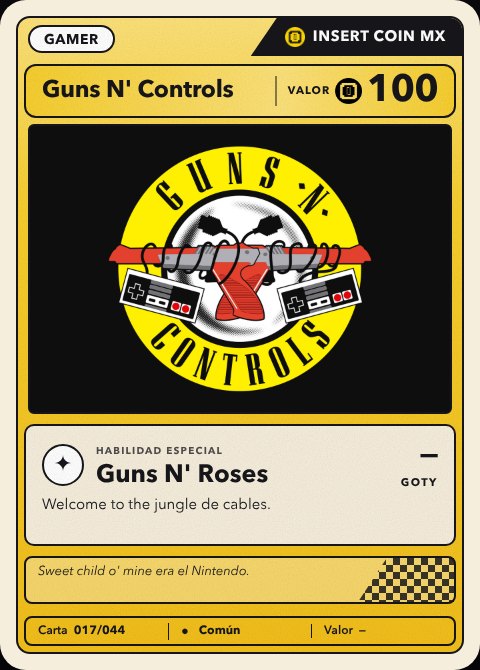 GAMER
INSERT COIN MX
Guns N' Controls
VALOR 100
GUNS ·N·
CONTROLS
HABILIDAD ESPECIAL
Guns N' Roses
–
GOTY
Welcome to the jungle de cables.
Sweet child o' mine era el Nintendo.
Carta 017/044 • Común Valor –